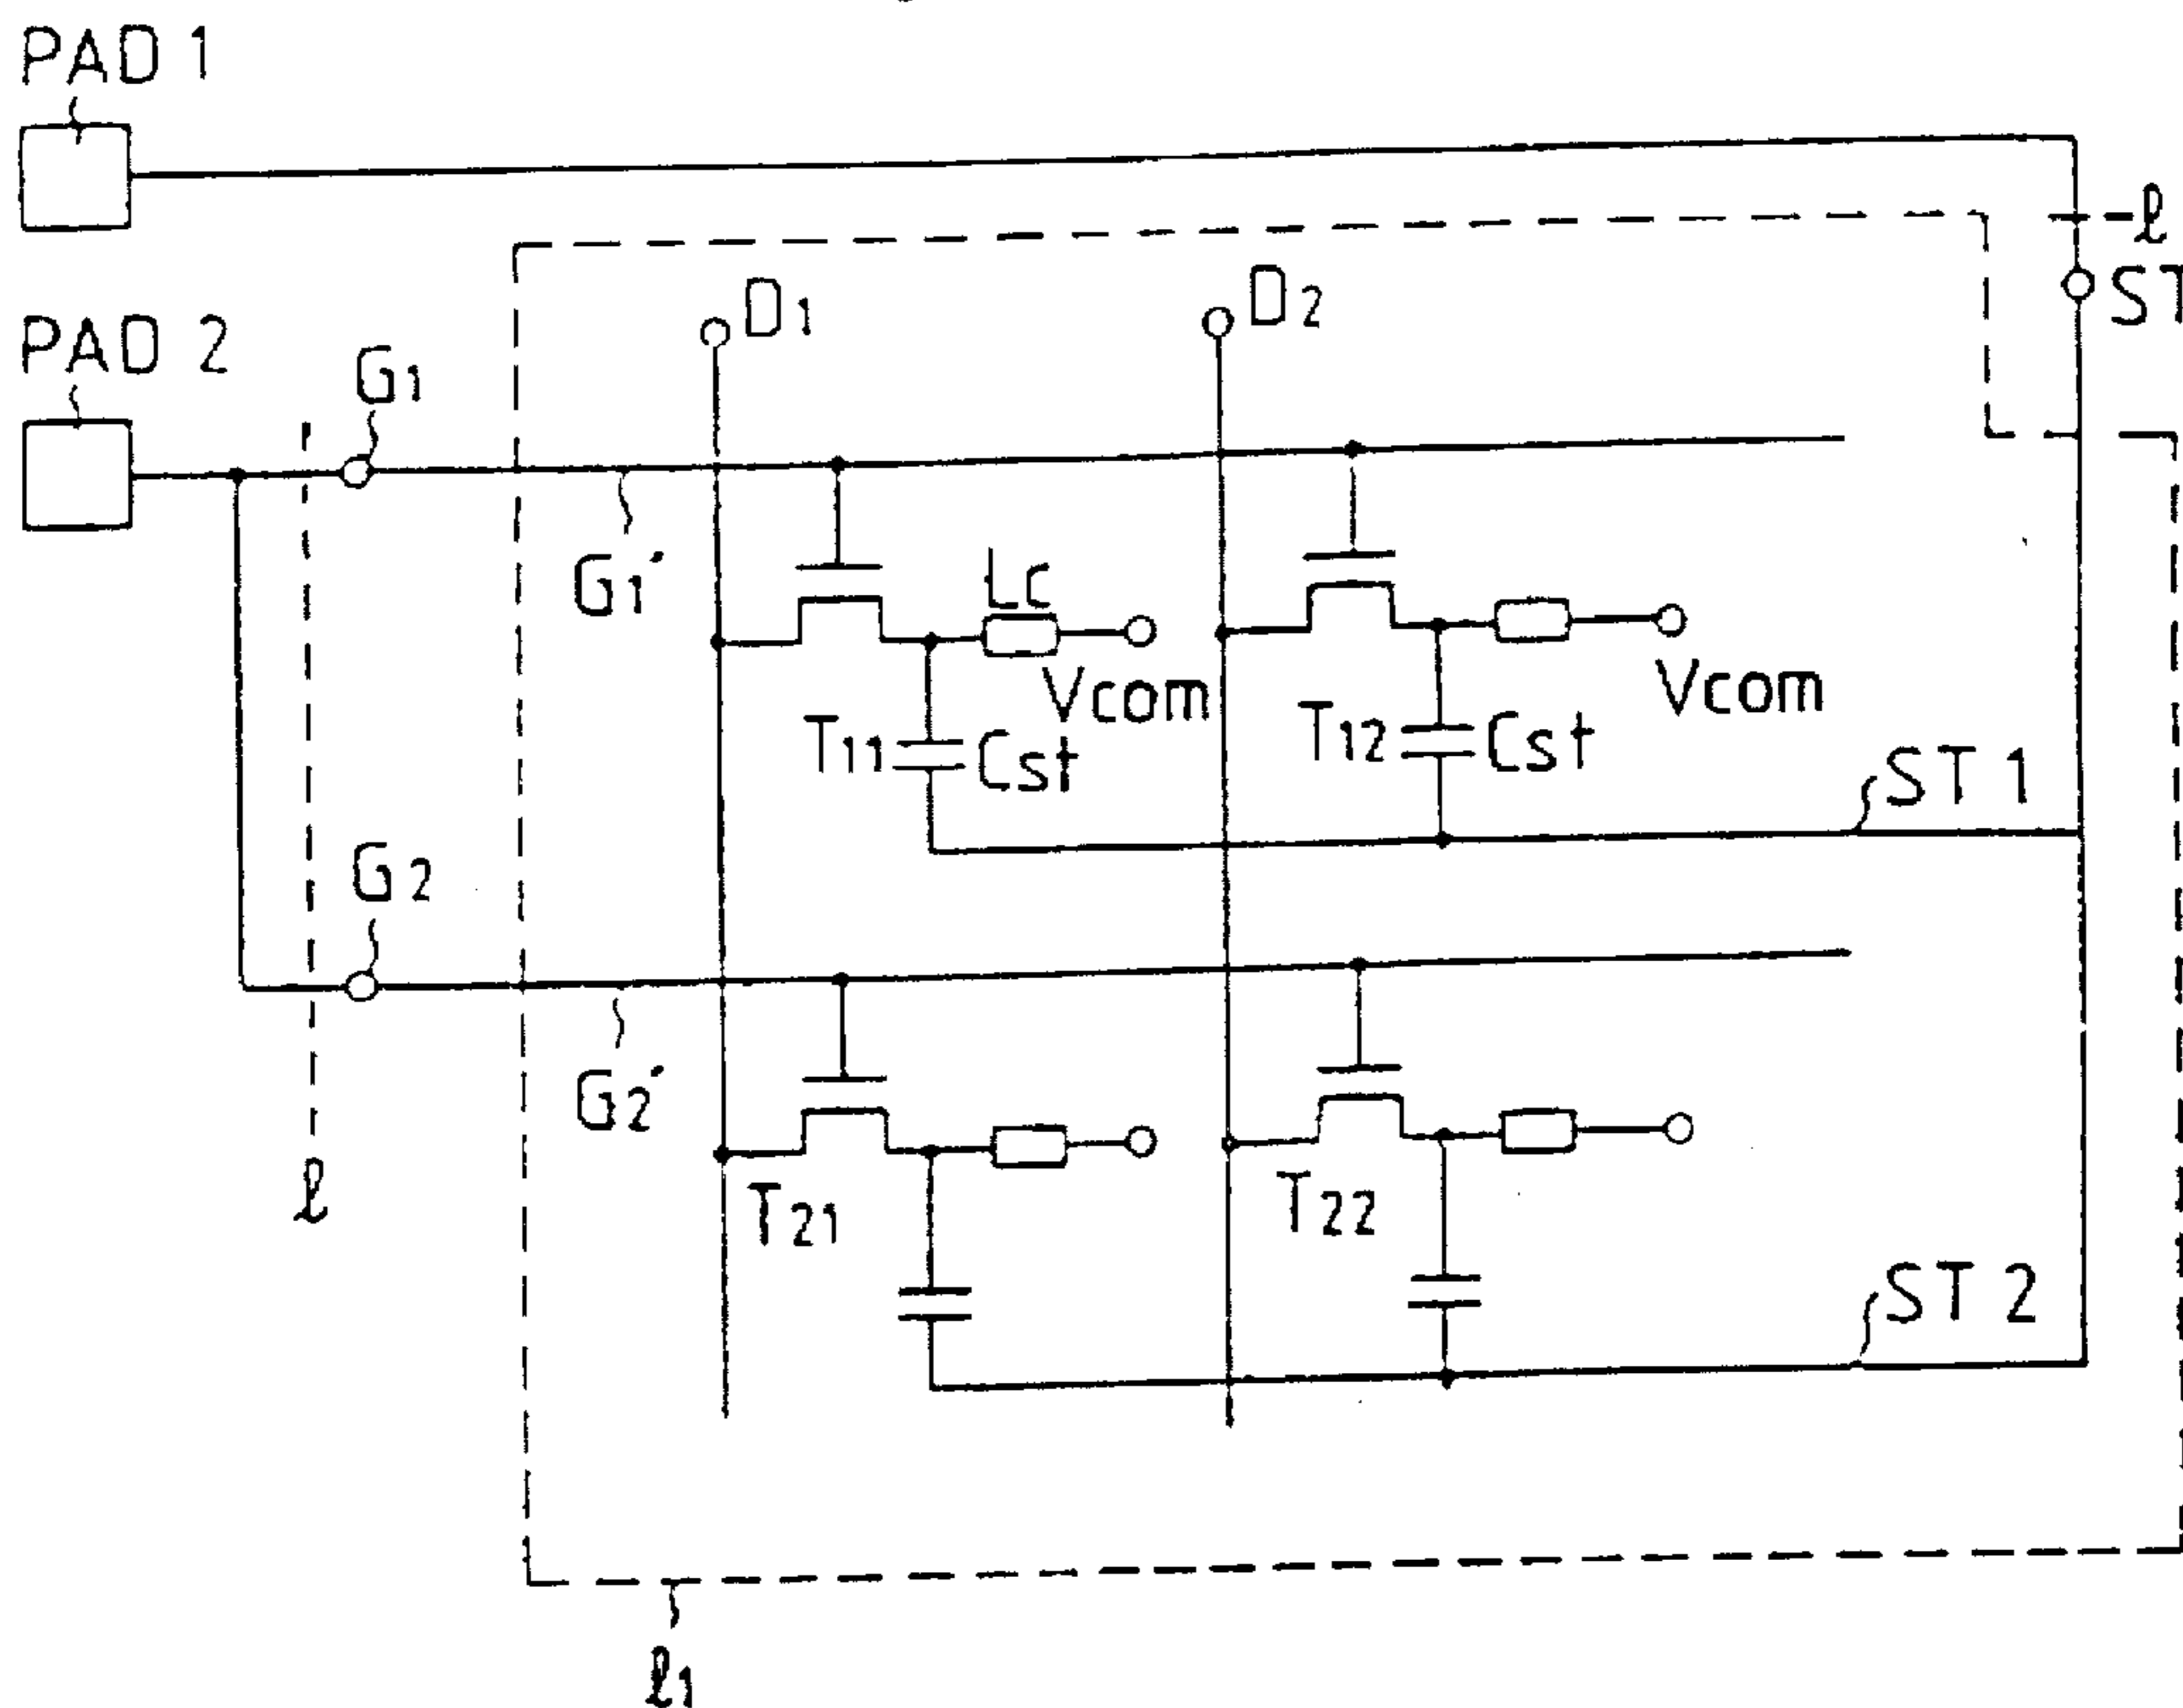 PAD 1
ℓ
D1
D2
ST
PAD 2
G1
G1'
Lc
Vcom
Vcom
T11
Cst
T12
Cst
ST 1
G2
G2'
ℓ
T21
T22
ST 2
ℓ1